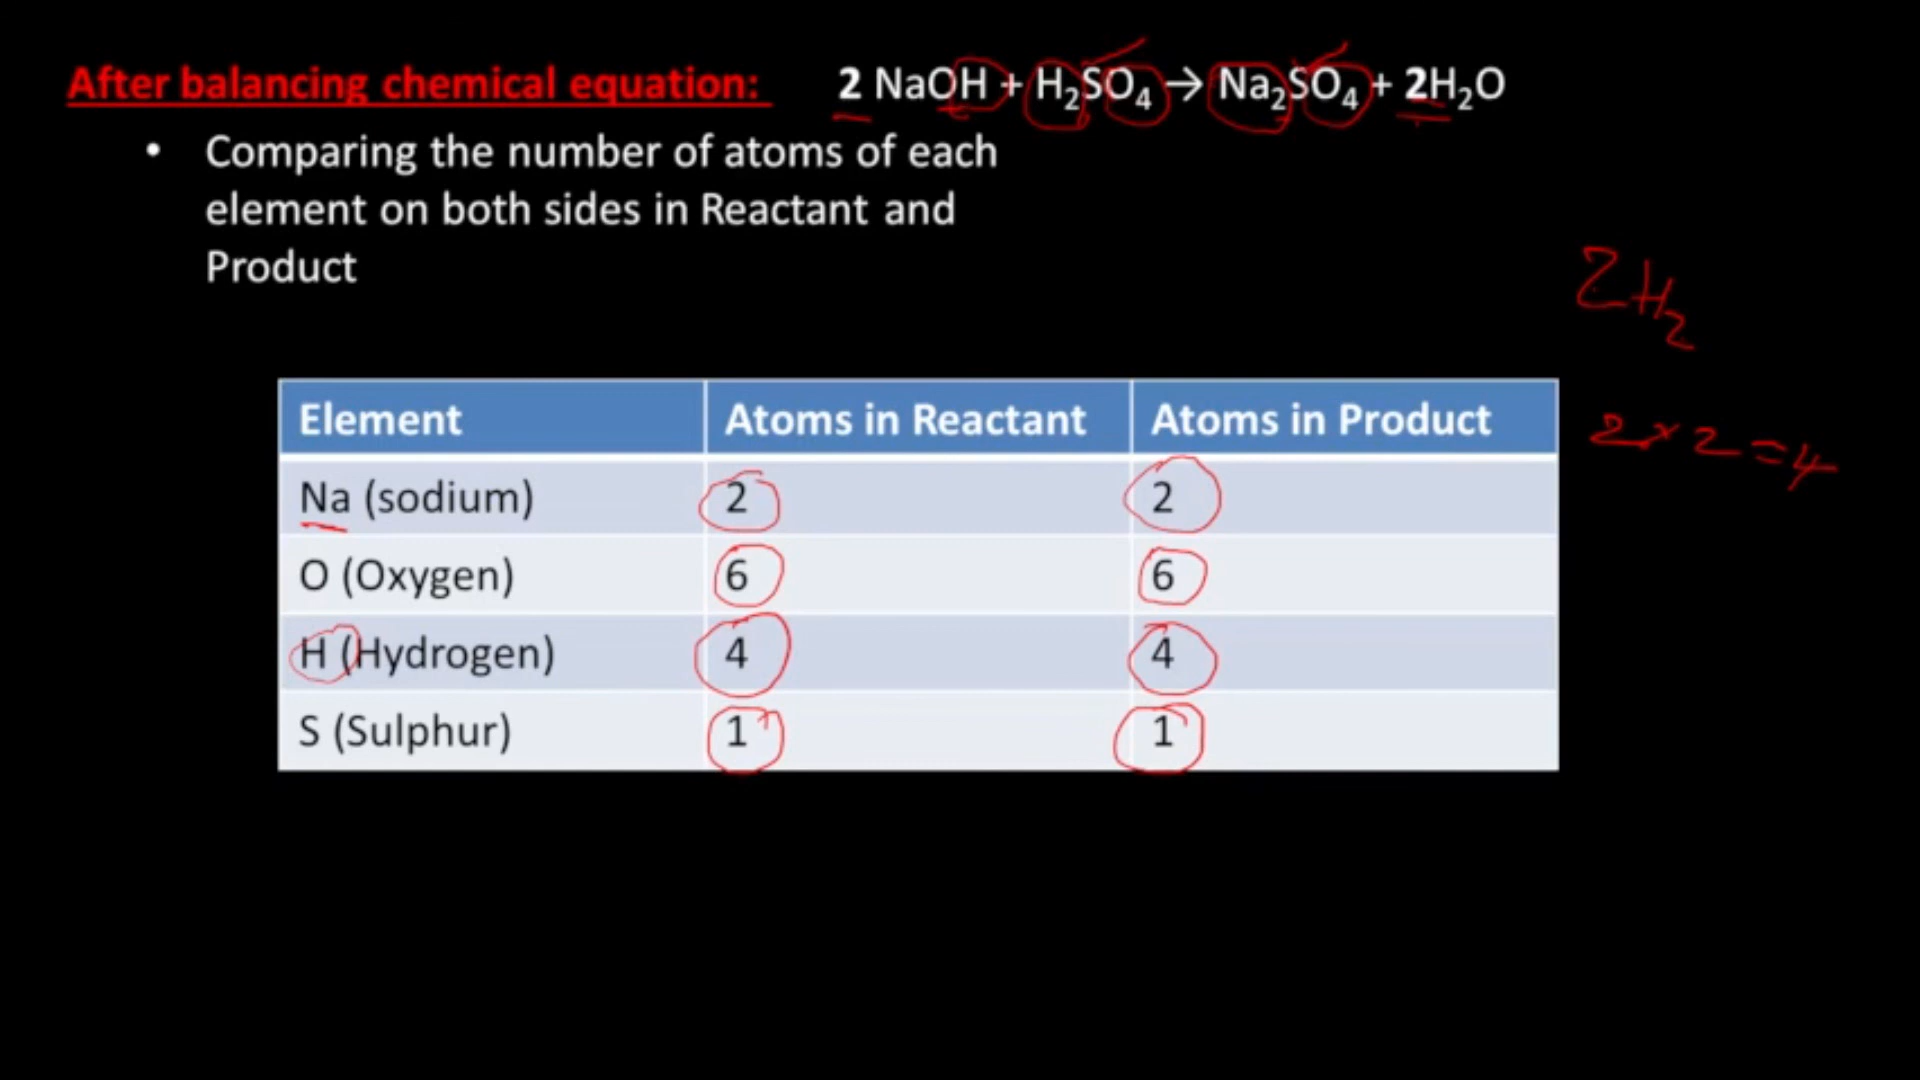 After balancing chemical equation: 2 NaOH + H₂SO₄ → Na₂SO₄ + 2H₂O
• Comparing the number of atoms of each
element on both sides in Reactant and
Product
2H₂
Element Atoms in Reactant Atoms in Product
2×2=4
Na (sodium) 2 2
O (Oxygen) 6 6
H (Hydrogen) 4 4
S (Sulphur) 1 1